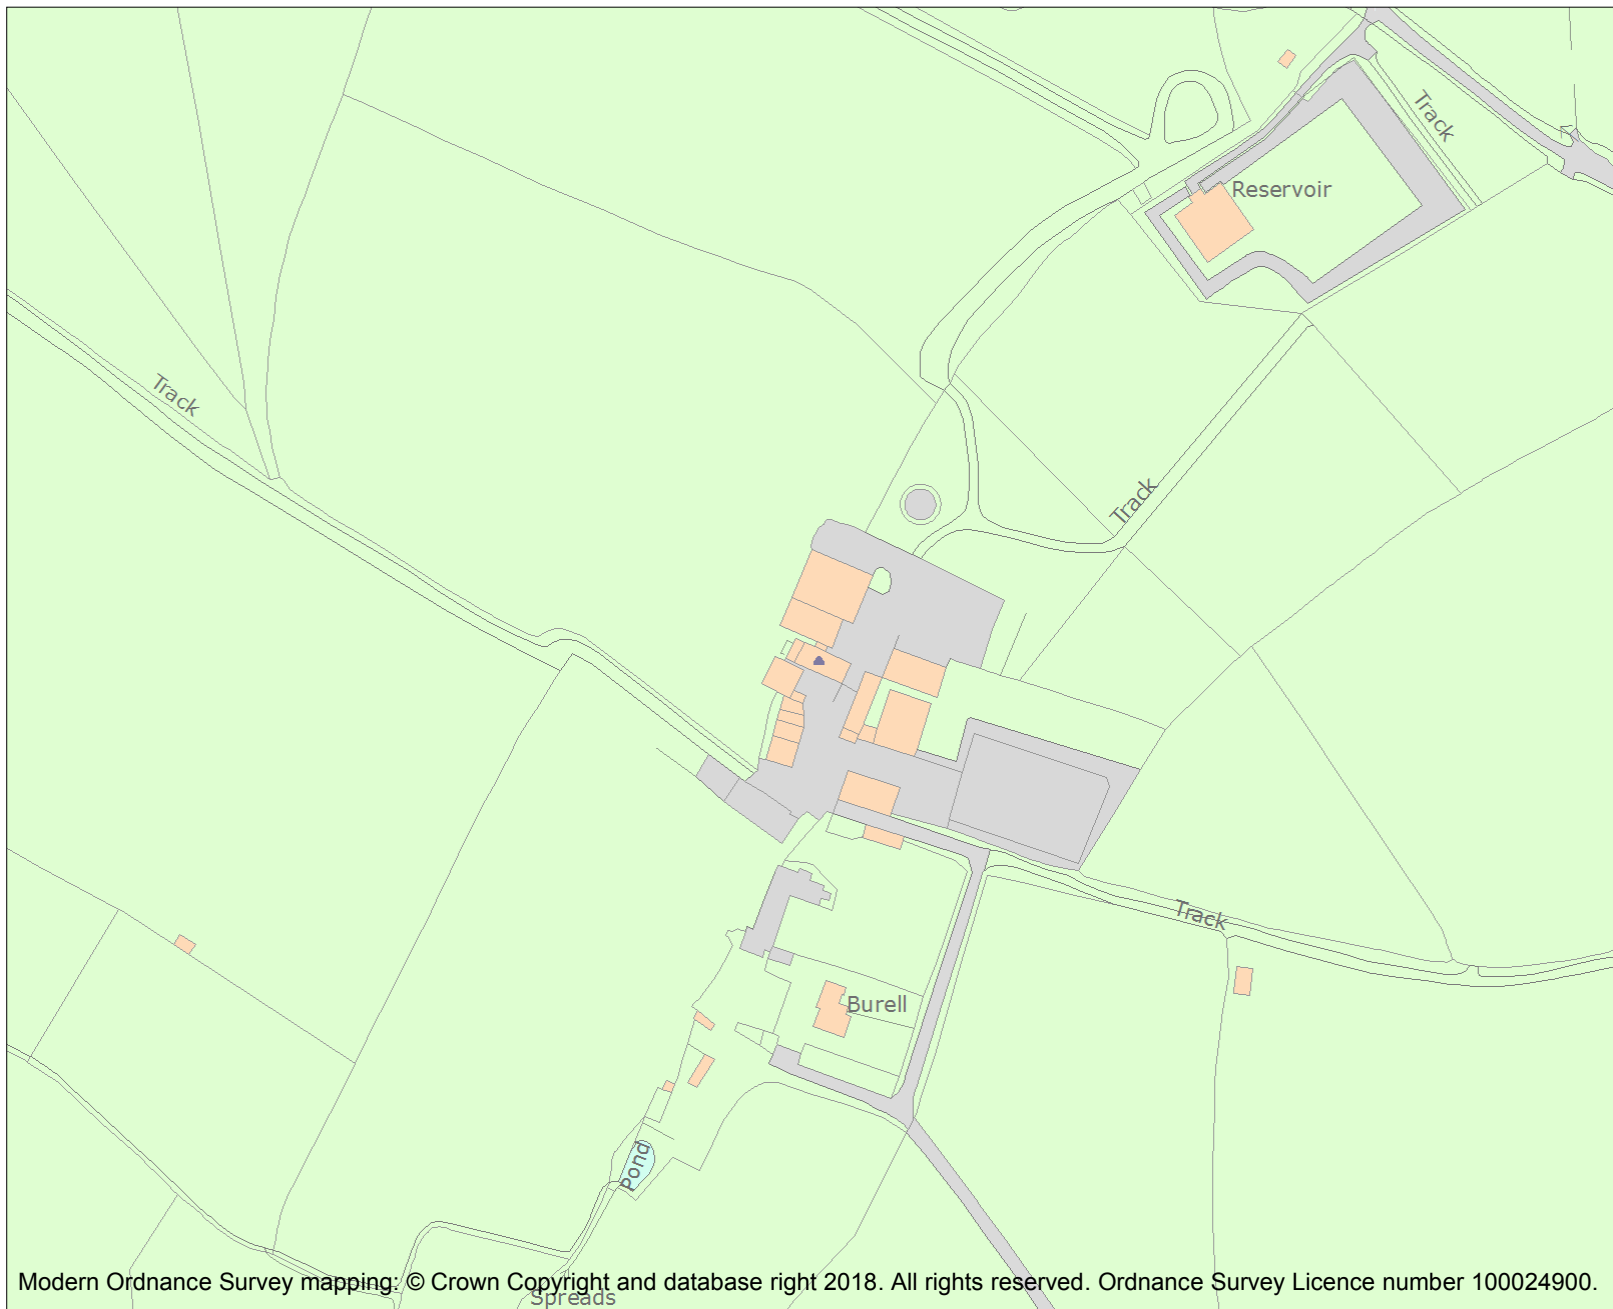 Track
Reservoir
Track
Track
Track
Burell
Pond
Modern Ordnance Survey mapping: © Crown Copyright and database right 2018. All rights reserved. Ordnance Survey Licence number 100024900.
Spreads